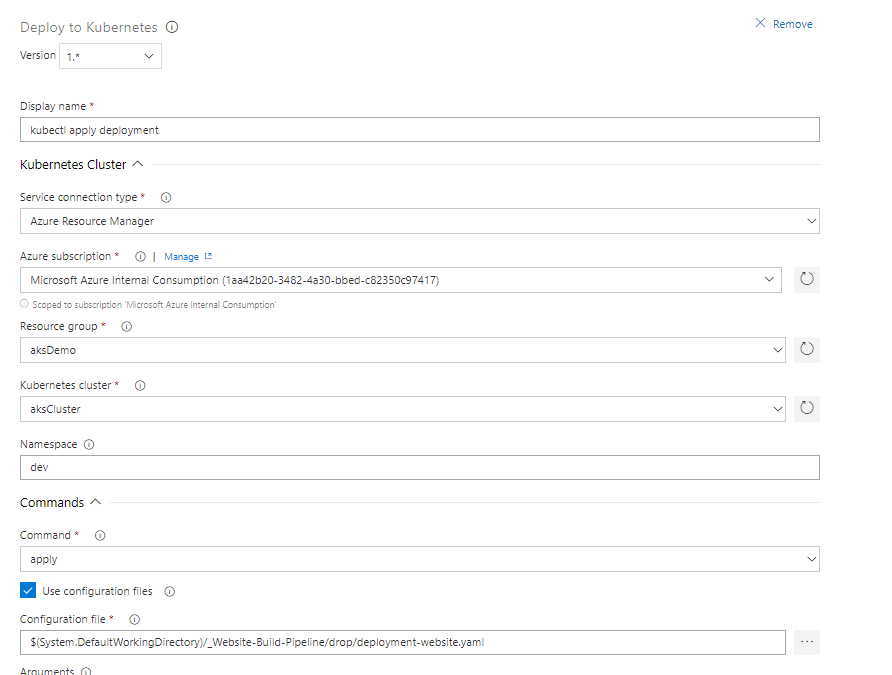 Deploy to Kubernetes
Remove
Version 1.*
Display name *
kubectl apply deployment
Kubernetes Cluster
Service connection type *
Azure Resource Manager
Azure subscription * | Manage
Microsoft Azure Internal Consumption (1aa42b20-3482-4a30-bbed-c82350c97417)
Scoped to subscription 'Microsoft Azure Internal Consumption'
Resource group *
aksDemo
Kubernetes cluster *
aksCluster
Namespace
dev
Commands
Command *
apply
Use configuration files
Configuration file *
$(System.DefaultWorkingDirectory)/_Website-Build-Pipeline/drop/deployment-website.yaml
...
Arguments